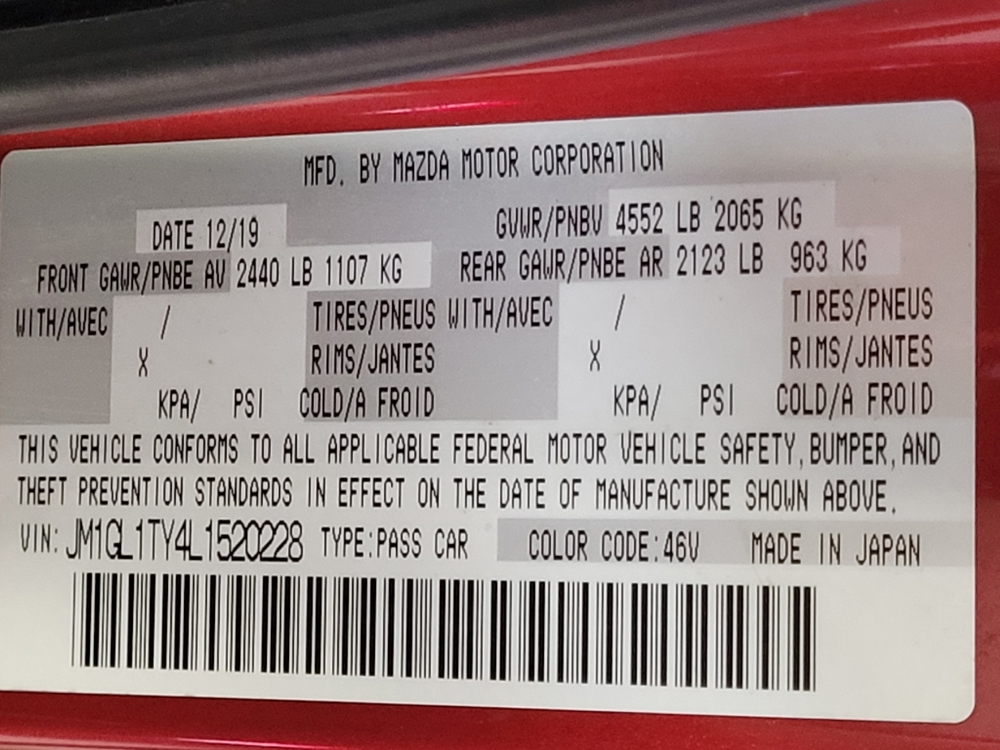 MFD. BY MAZDA MOTOR CORPORATION
DATE 12/19 GVWR/PNBV 4552 LB 2065 KG
FRONT GAWR/PNBE AV 2440 LB 1107 KG REAR GAWR/PNBE AR 2123 LB 963 KG
WITH/AVEC / TIRES/PNEUS WITH/AVEC / TIRES/PNEUS
X RIMS/JANTES X RIMS/JANTES
KPA/ PSI COLD/A FROID KPA/ PSI COLD/A FROID
THIS VEHICLE CONFORMS TO ALL APPLICABLE FEDERAL MOTOR VEHICLE SAFETY, BUMPER, AND
THEFT PREVENTION STANDARDS IN EFFECT ON THE DATE OF MANUFACTURE SHOWN ABOVE.
VIN: JM1GL1TY4L1520228 TYPE:PASS CAR COLOR CODE:46V MADE IN JAPAN